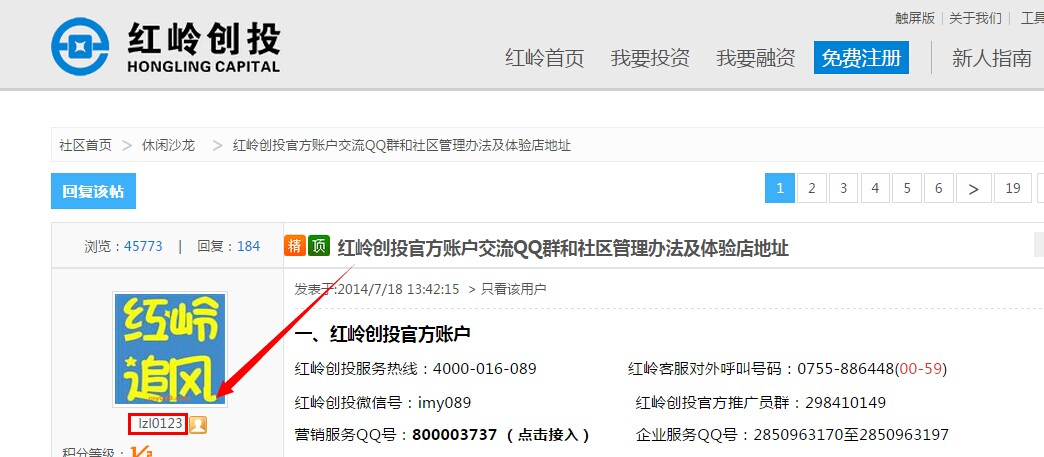 触屏版 | 关于我们 | 工具
红岭创投
HONGLING CAPITAL
红岭首页 我要投资 我要融资 免费注册 | 新人指南
社区首页 > 休闲沙龙 > 红岭创投官方账户交流QQ群和社区管理办法及体验店地址
回复该帖
1 2 3 4 5 6 > 19
浏览：45773 | 回复：184
精 顶 红岭创投官方账户交流QQ群和社区管理办法及体验店地址
发表于:2014/7/18 13:42:15 > 只看该用户
红岭
追风
一、红岭创投官方账户
红岭创投服务热线：4000-016-089 红岭客服对外呼叫号码：0755-886448(00-59)
lzl0123
红岭创投微信号：imy089 红岭创投官方推广员群：298410149
营销服务QQ号：800003737 （点击接入） 企业服务QQ号：2850963170至2850963197
积分等级：